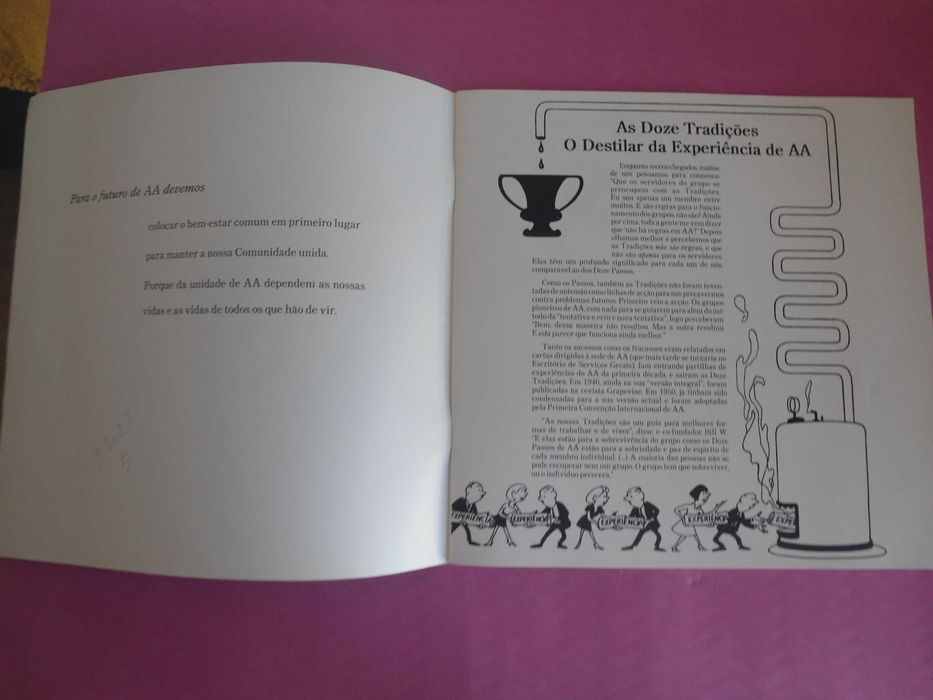 Para o futuro de AA devemos
colocar o bem-estar comum em primeiro lugar
para manter a nossa Comunidade unida.
Porque da unidade de AA dependem as nossas
vidas e as vidas de todos os que hão de vir.
As Doze Tradições
O Destilar da Experiência de AA
Enquanto recém chegados, muitos
de nós pensamos para connosco:
"Que os servidores do grupo se
preocupem com as Tradições.
Eu sou apenas um membro entre
muitos. E são regras para o funcio-
namento dos grupos, não são? Ainda
por cima, toda a gente me vem dizer
que 'não há regras em AA'!" Depois
olhamos melhor e percebemos que
as Tradições não são regras, e que
não são apenas para os servidores.
Elas têm um profundo significado para cada um de nós,
comparável ao dos Doze Passos.
Como os Passos, também as Tradições não foram inven-
tadas de antemão como linhas de acção para nos precavermos
contra problemas futuros. Primeiro veio a acção. Os grupos
pioneiros de AA, com nada para se guiarem para além do mé-
todo da "tentativa e erro e nova tentativa", logo perceberam:
"Bem, dessa maneira não resultou. Mas a outra resultou.
E esta parece que funciona ainda melhor."
Tanto os sucessos como os fracassos eram relatados em
cartas dirigidas à sede de AA (que mais tarde se tornaria no
Escritório de Serviços Gerais). Iam entrando partilhas de
experiências do AA da primeira década, e saíram as Doze
Tradições. Em 1946, ainda na sua "versão integral", foram
publicadas na revista Grapevine. Em 1950, já tinham sido
condensadas para a sua versão actual e foram adoptadas
pela Primeira Convenção Internacional de AA.
"As nossas Tradições são um guia para melhores for-
mas de trabalhar e de viver", disse o co-fundador Bill W.
"E elas estão para a sobrevivência do grupo como os Doze
Passos de AA estão para a sobriedade e paz de espírito de
cada membro individual. (...) A maioria das pessoas não se
pode recuperar sem um grupo. O grupo tem que sobreviver,
ou o indivíduo perecerá."
EXPERIÊNCIA EXPERIÊNCIA EXPERIÊNCIA EXPERIÊNCIA EXPE